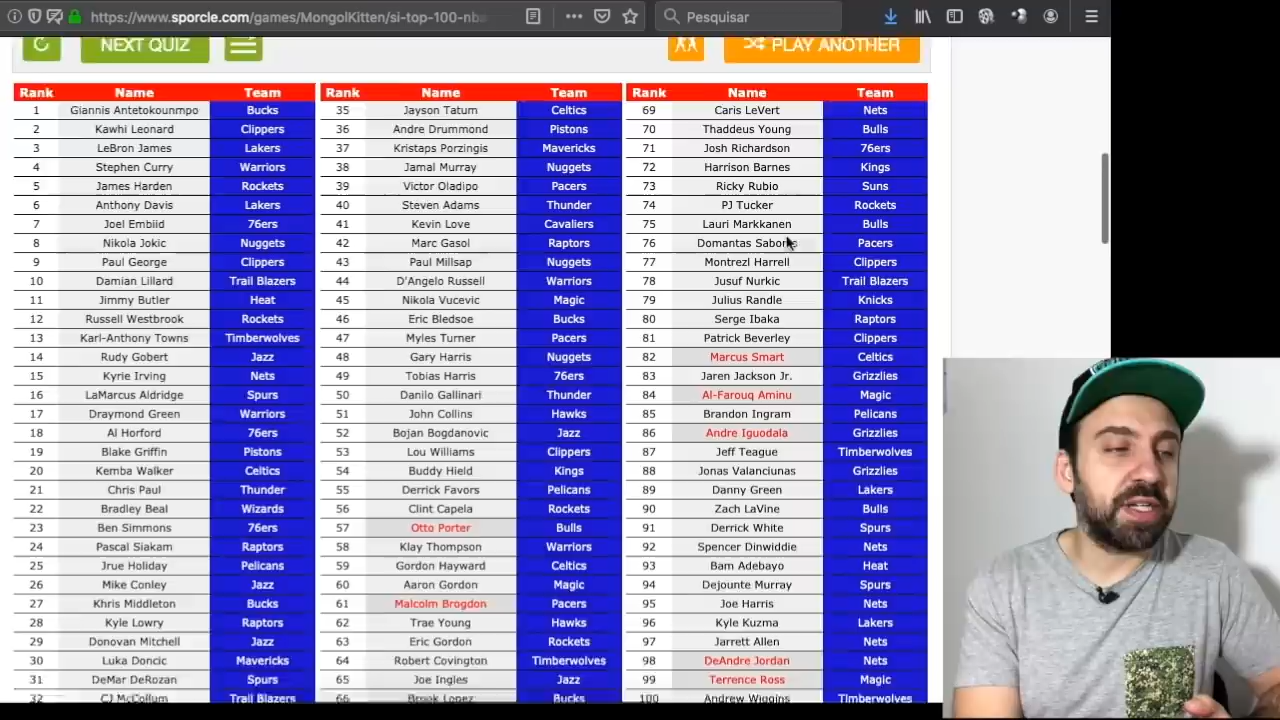 https://www.sporcle.com/games/MongolKitten/si-top-100-nba
Pesquisar
NEXT QUIZ
PLAY ANOTHER
Rank Name Team Rank Name Team Rank Name Team
1 Giannis Antetokounmpo Bucks 35 Jayson Tatum Celtics 69 Caris LeVert Nets
2 Kawhi Leonard Clippers 36 Andre Drummond Pistons 70 Thaddeus Young Bulls
3 LeBron James Lakers 37 Kristaps Porzingis Mavericks 71 Josh Richardson 76ers
4 Stephen Curry Warriors 38 Jamal Murray Nuggets 72 Harrison Barnes Kings
5 James Harden Rockets 39 Victor Oladipo Pacers 73 Ricky Rubio Suns
6 Anthony Davis Lakers 40 Steven Adams Thunder 74 PJ Tucker Rockets
7 Joel Embiid 76ers 41 Kevin Love Cavaliers 75 Lauri Markkanen Bulls
8 Nikola Jokic Nuggets 42 Marc Gasol Raptors 76 Domantas Sabonis Pacers
9 Paul George Clippers 43 Paul Millsap Nuggets 77 Montrezl Harrell Clippers
10 Damian Lillard Trail Blazers 44 D'Angelo Russell Warriors 78 Jusuf Nurkic Trail Blazers
11 Jimmy Butler Heat 45 Nikola Vucevic Magic 79 Julius Randle Knicks
12 Russell Westbrook Rockets 46 Eric Bledsoe Bucks 80 Serge Ibaka Raptors
13 Karl-Anthony Towns Timberwolves 47 Myles Turner Pacers 81 Patrick Beverley Clippers
14 Rudy Gobert Jazz 48 Gary Harris Nuggets 82 Marcus Smart Celtics
15 Kyrie Irving Nets 49 Tobias Harris 76ers 83 Jaren Jackson Jr. Grizzlies
16 LaMarcus Aldridge Spurs 50 Danilo Gallinari Thunder 84 Al-Farouq Aminu Magic
17 Draymond Green Warriors 51 John Collins Hawks 85 Brandon Ingram Pelicans
18 Al Horford 76ers 52 Bojan Bogdanovic Jazz 86 Andre Iguodala Grizzlies
19 Blake Griffin Pistons 53 Lou Williams Clippers 87 Jeff Teague Timberwolves
20 Kemba Walker Celtics 54 Buddy Hield Kings 88 Jonas Valanciunas Grizzlies
21 Chris Paul Thunder 55 Derrick Favors Pelicans 89 Danny Green Lakers
22 Bradley Beal Wizards 56 Clint Capela Rockets 90 Zach LaVine Bulls
23 Ben Simmons 76ers 57 Otto Porter Bulls 91 Derrick White Spurs
24 Pascal Siakam Raptors 58 Klay Thompson Warriors 92 Spencer Dinwiddie Nets
25 Jrue Holiday Pelicans 59 Gordon Hayward Celtics 93 Bam Adebayo Heat
26 Mike Conley Jazz 60 Aaron Gordon Magic 94 Dejounte Murray Spurs
27 Khris Middleton Bucks 61 Malcolm Brogdon Pacers 95 Joe Harris Nets
28 Kyle Lowry Raptors 62 Trae Young Hawks 96 Kyle Kuzma Lakers
29 Donovan Mitchell Jazz 63 Eric Gordon Rockets 97 Jarrett Allen Nets
30 Luka Doncic Mavericks 64 Robert Covington Timberwolves 98 DeAndre Jordan Nets
31 DeMar DeRozan Spurs 65 Joe Ingles Jazz 99 Terrence Ross Magic
32 CJ McCollum Trail Blazers 66 Brook Lopez Bucks 100 Andrew Wiggins Timberwolves